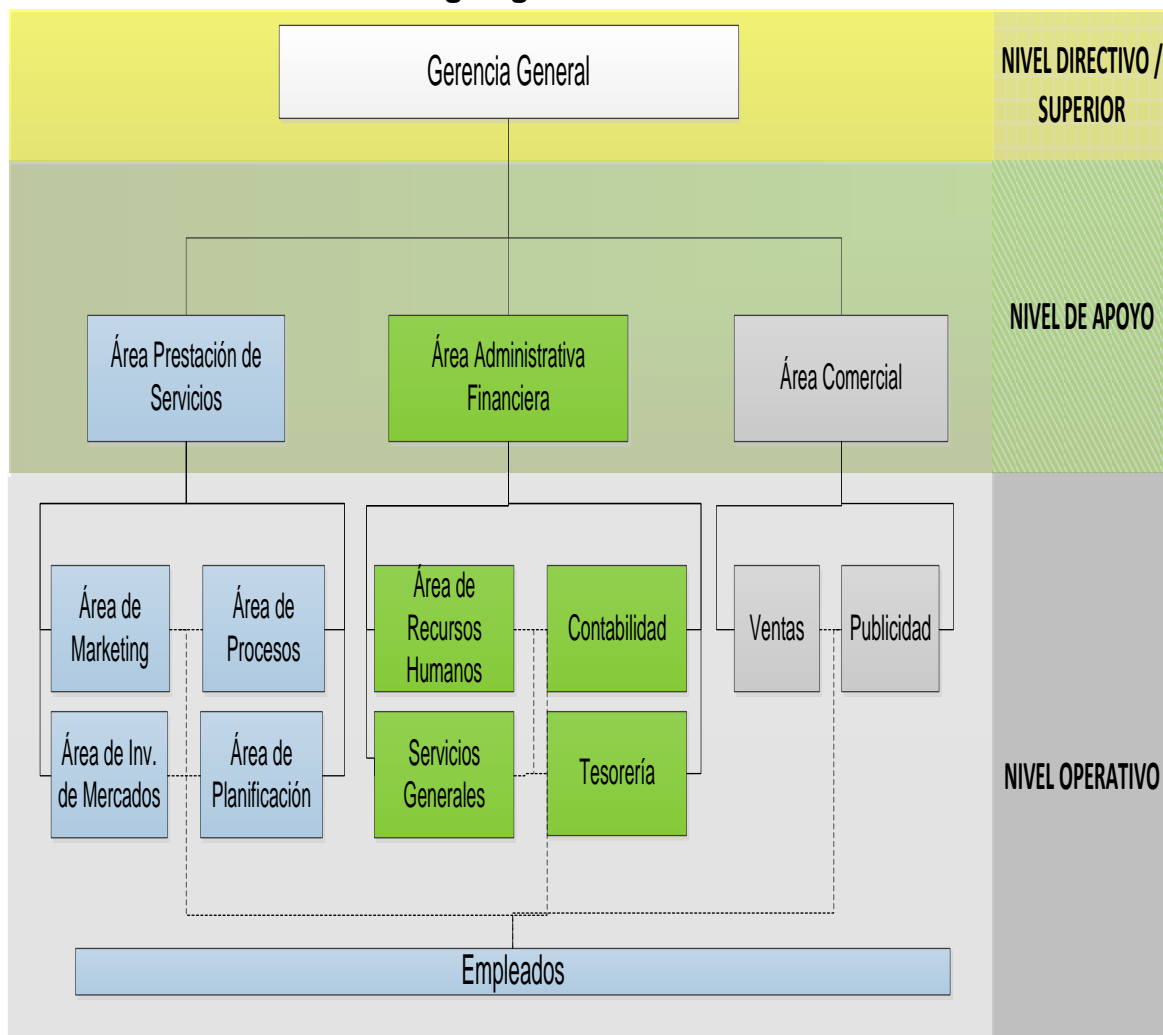 Gerencia General
NIVEL DIRECTIVO /
SUPERIOR
NIVEL DE APOYO
Área Prestación de
Servicios
Área Administrativa
Financiera
Área Comercial
Área de
Marketing
Área de
Procesos
Área de
Recursos
Humanos
Contabilidad
Ventas
Publicidad
Área de Inv.
de Mercados
Área de
Planificación
Servicios
Generales
Tesorería
NIVEL OPERATIVO
Empleados